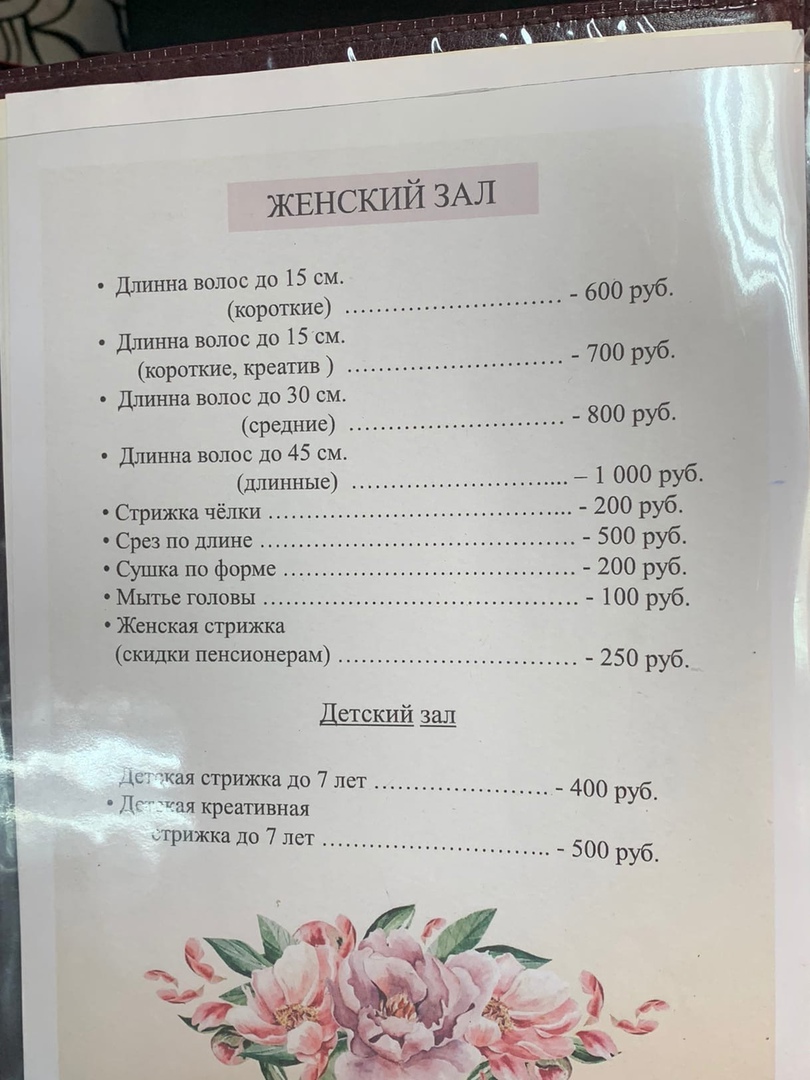 ЖЕНСКИЙ ЗАЛ
• Длинна волос до 15 см.
(короткие) ............................ - 600 руб.
• Длинна волос до 15 см.
(короткие, креатив ) ............................ - 700 руб.
• Длинна волос до 30 см.
(средние) ............................ - 800 руб.
• Длинна волос до 45 см.
(длинные) ............................ – 1 000 руб.
• Стрижка чёлки ....................................... - 200 руб.
• Срез по длине ........................................ - 500 руб.
• Сушка по форме ..................................... - 200 руб.
• Мытье головы ........................................ - 100 руб.
• Женская стрижка
(скидки пенсионерам) ............................... - 250 руб.
Детский зал
Детская стрижка до 7 лет ....................... - 400 руб.
• Детская креативная
стрижка до 7 лет ............................. - 500 руб.